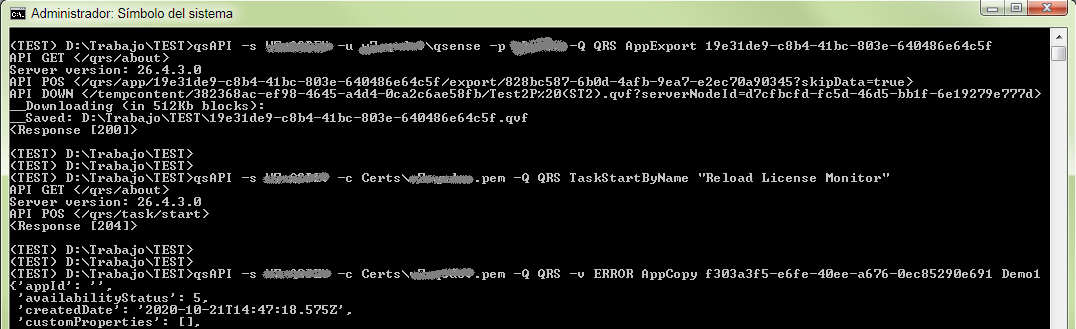 Administrador: Símbolo del sistema
(TEST) D:\Trabajo\TEST>qsAPI -s -u \qsense -p -Q QRS AppExport 19e31de9-c8b4-41bc-803e-640486e64c5f
API GET </qrs/about>
Server version: 26.4.3.0
API POS </qrs/app/19e31de9-c8b4-41bc-803e-640486e64c5f/export/828bc587-6b0d-4afb-9ea7-e2ec70a90345?skipData=true>
API DOWN </tempcontent/382368ac-ef98-4645-a4d4-0ca2c6ae58fb/Test2P%20(ST2).qvf?serverNodeId=d7cfbcfd-fc5d-46d5-bb1f-6e19279e777d>
__Downloading (in 512Kb blocks):
__Saved: D:\Trabajo\TEST\19e31de9-c8b4-41bc-803e-640486e64c5f.qvf
<Response [200]>
(TEST) D:\Trabajo\TEST>
(TEST) D:\Trabajo\TEST>
(TEST) D:\Trabajo\TEST>qsAPI -s -c Certs\ .pem -Q QRS TaskStartByName "Reload License Monitor"
API GET </qrs/about>
Server version: 26.4.3.0
API POS </qrs/task/start>
<Response [204]>
(TEST) D:\Trabajo\TEST>
(TEST) D:\Trabajo\TEST>
(TEST) D:\Trabajo\TEST>qsAPI -s -c Certs\ .pem -Q QRS -v ERROR AppCopy f303a3f5-e6fe-40ee-a676-0ec85290e691 Demo1
{'appId': '',
'availabilityStatus': 5,
'createdDate': '2020-10-21T14:47:18.575Z',
'customProperties': [],